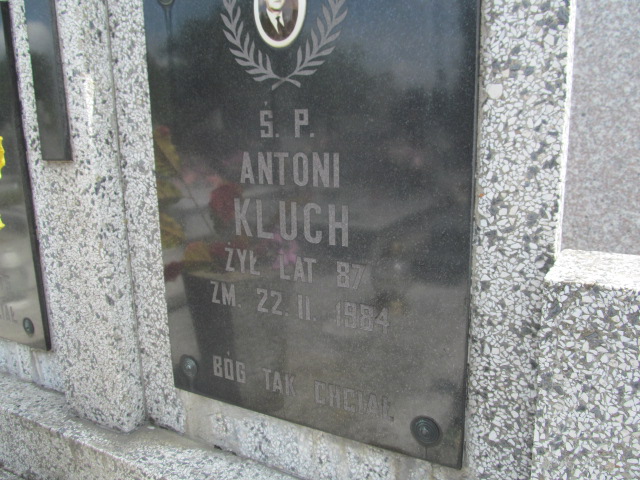 Ś. P.
ANTONI
KLUCH
ŻYŁ LAT 87
ZM. 22. II. 1984
BÓG TAK CHCIAŁ